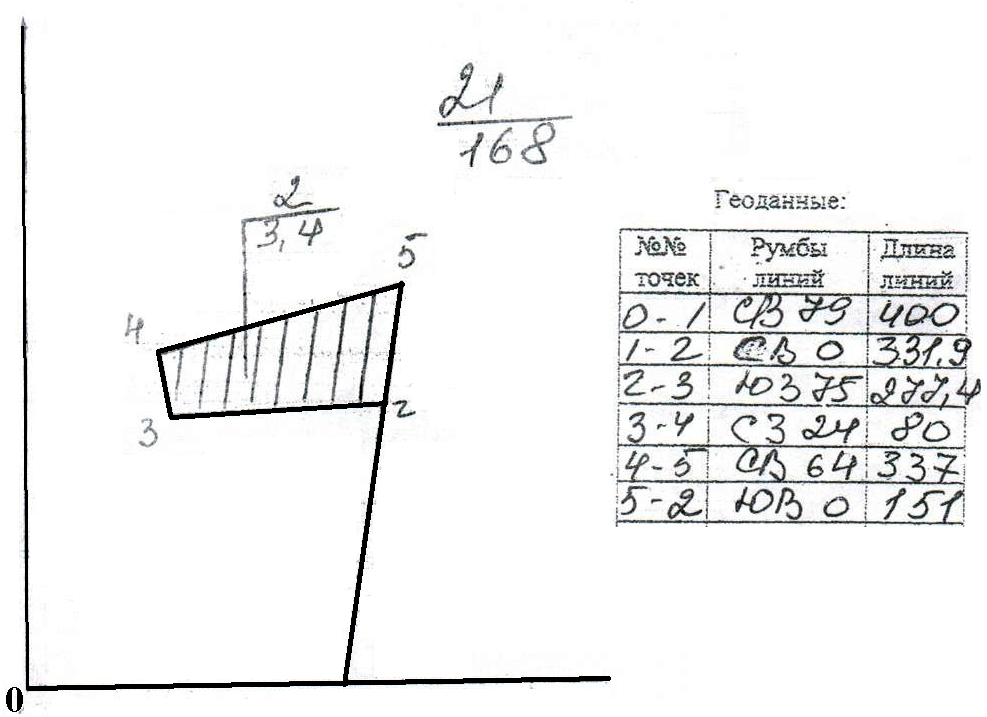 21
168
2
3,4
5
4
3
2
0
Геоданные:
№№ точек Румбы линий Длина линий
0-1 СВ 79 400
1-2 СВ 0 331,9
2-3 ЮЗ 75 277,4
3-4 СЗ 24 80
4-5 СВ 64 337
5-2 ЮВ 0 151